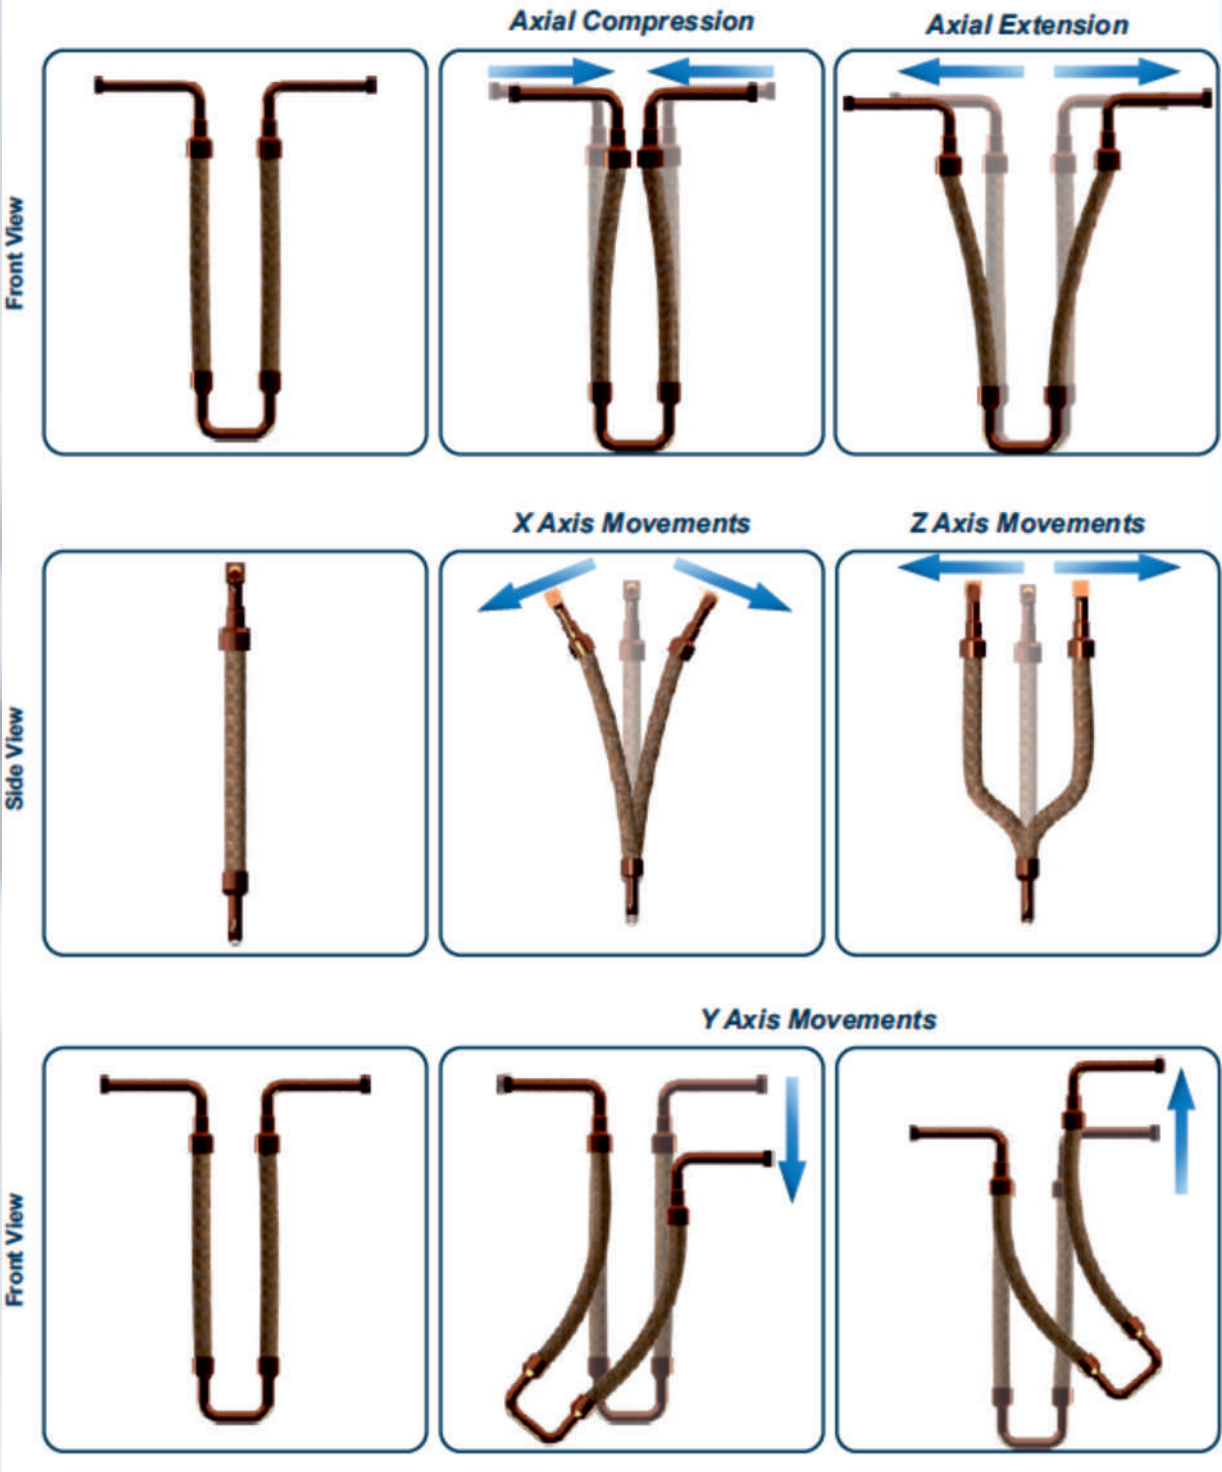 Axial Compression
Axial Extension
Front View
X Axis Movements
Z Axis Movements
Side View
Y Axis Movements
Front View